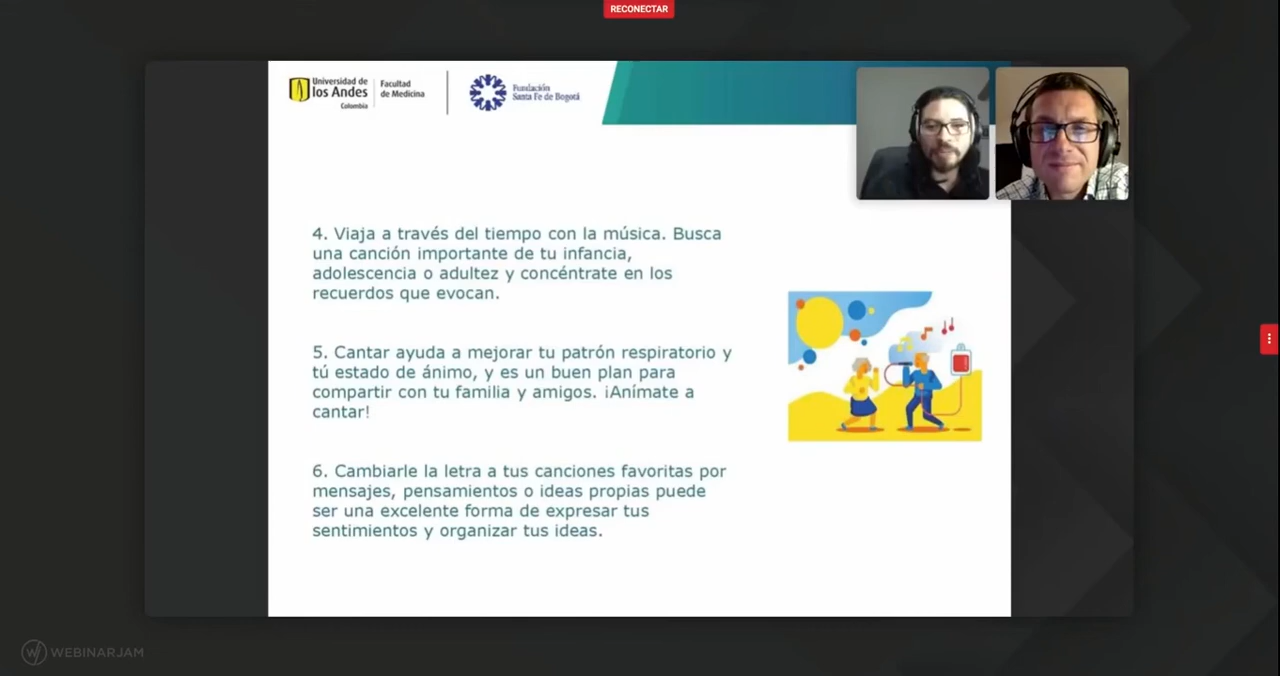 RECONECTAR
Universidad de
los Andes
Colombia
Facultad
de Medicina
Fundación
Santa Fe de Bogotá
4. Viaja a través del tiempo con la música. Busca
una canción importante de tu infancia,
adolescencia o adultez y concéntrate en los
recuerdos que evocan.
5. Cantar ayuda a mejorar tu patrón respiratorio y
tú estado de ánimo, y es un buen plan para
compartir con tu familia y amigos. ¡Anímate a
cantar!
6. Cambiarle la letra a tus canciones favoritas por
mensajes, pensamientos o ideas propias puede
ser una excelente forma de expresar tus
sentimientos y organizar tus ideas.
WEBINARJAM